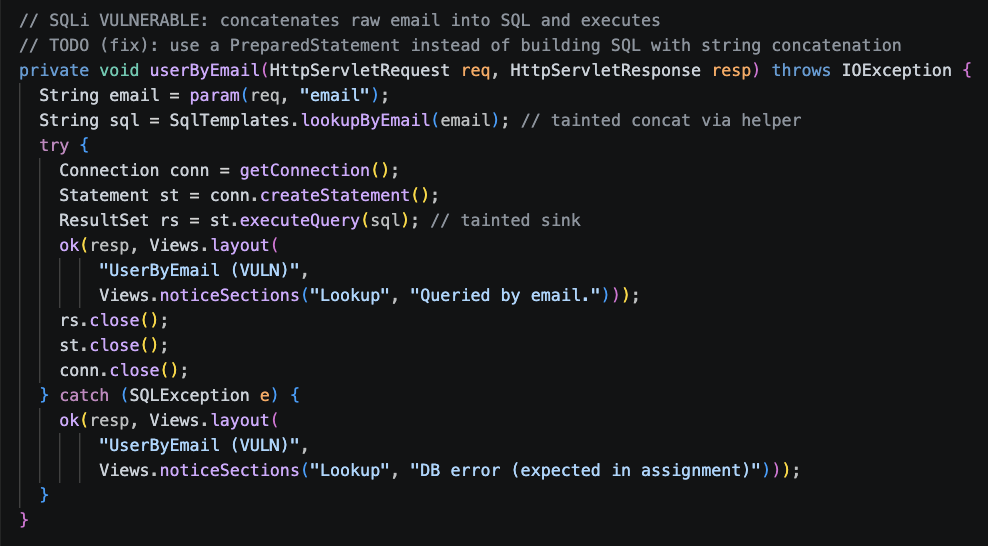 // SQLi VULNERABLE: concatenates raw email into SQL and executes
// TODO (fix): use a PreparedStatement instead of building SQL with string concatenation
private void userByEmail(HttpServletRequest req, HttpServletResponse resp) throws IOException {
  String email = param(req, "email");
  String sql = SqlTemplates.lookupByEmail(email); // tainted concat via helper
  try {
    Connection conn = getConnection();
    Statement st = conn.createStatement();
    ResultSet rs = st.executeQuery(sql); // tainted sink
    ok(resp, Views.layout(
        "UserByEmail (VULN)",
        Views.noticeSections("Lookup", "Queried by email.")));
    rs.close();
    st.close();
    conn.close();
  } catch (SQLException e) {
    ok(resp, Views.layout(
        "UserByEmail (VULN)",
        Views.noticeSections("Lookup", "DB error (expected in assignment)")));
  }
}